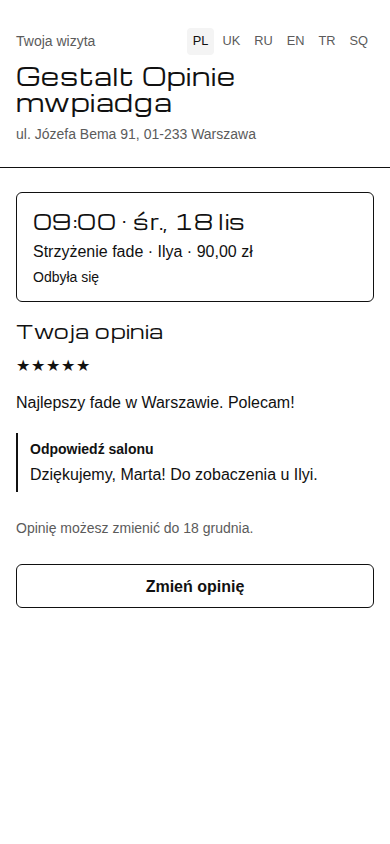 Twoja wizyta PL UK RU EN TR SQ
Gestalt Opinie
mwpiadga
ul. Józefa Bema 91, 01-233 Warszawa
09:00 · śr., 18 lis
Strzyżenie fade · Ilya · 90,00 zł
Odbyła się
Twoja opinia
★★★★★
Najlepszy fade w Warszawie. Polecam!
Odpowiedź salonu
Dziękujemy, Marta! Do zobaczenia u Ilyi.
Opinię możesz zmienić do 18 grudnia.
Zmień opinię